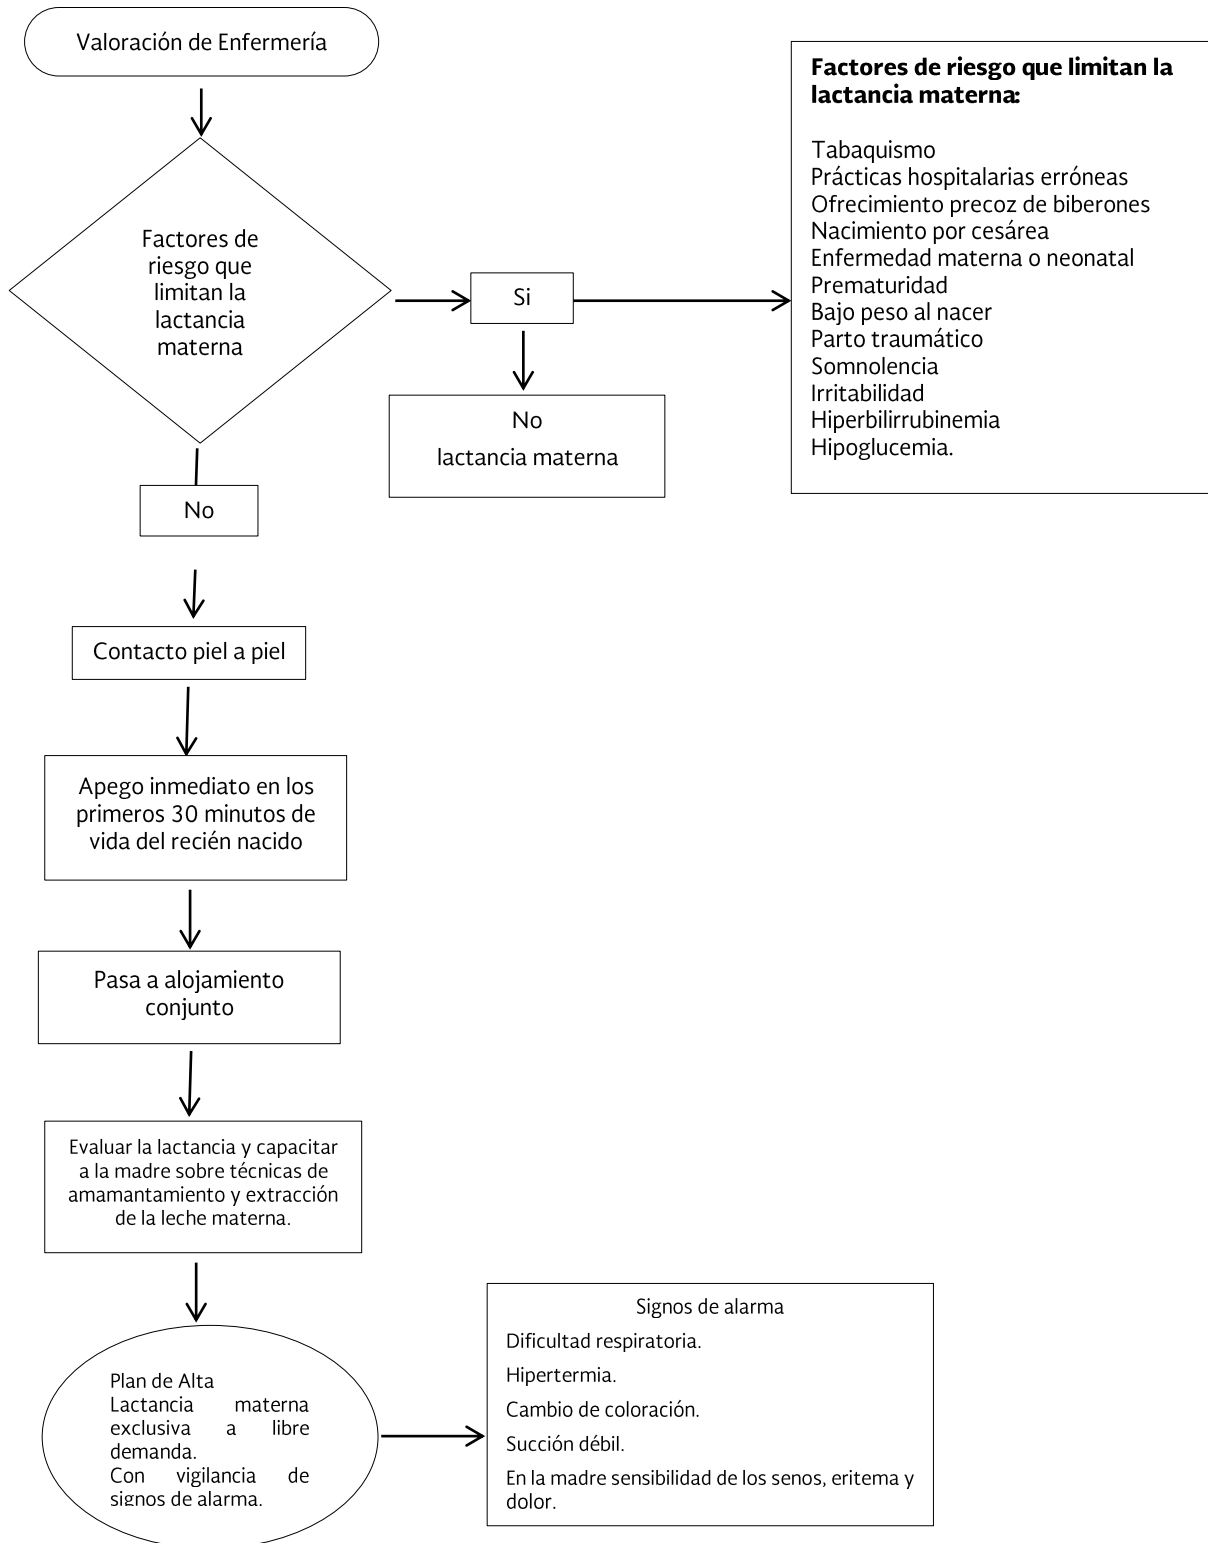 Valoración de Enfermería
Factores de riesgo que limitan la
lactancia materna:
Tabaquismo
Prácticas hospitalarias erróneas
Ofrecimiento precoz de biberones
Nacimiento por cesárea
Enfermedad materna o neonatal
Prematuridad
Bajo peso al nacer
Parto traumático
Somnolencia
Irritabilidad
Hiperbilirrubinemia
Hipoglucemia.
Factores de
riesgo que
limitan la
lactancia
materna
Si
No
lactancia materna
No
Contacto piel a piel
Apego inmediato en los
primeros 30 minutos de
vida del recién nacido
Pasa a alojamiento
conjunto
Evaluar la lactancia y capacitar
a la madre sobre técnicas de
amamantamiento y extracción
de la leche materna.
Plan de Alta
Lactancia materna
exclusiva a libre
demanda.
Con vigilancia de
signos de alarma.
Signos de alarma
Dificultad respiratoria.
Hipertermia.
Cambio de coloración.
Succión débil.
En la madre sensibilidad de los senos, eritema y
dolor.